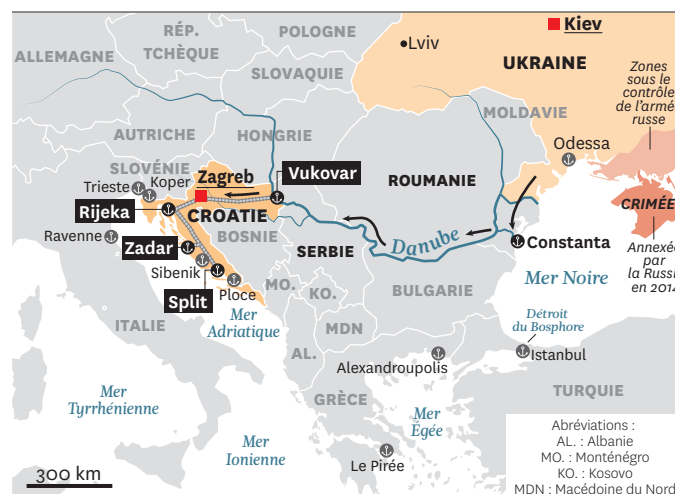 Kiev
RÉP.
TCHÈQUE
POLOGNE
ALLEMAGNE
Lviv
UKRAINE
SLOVAQUIE
Zones
sous le
contrôle
de l'armée
russe
MOLDAVIE
AUTRICHE
HONGRIE
Odessa
SLOVÉNIE
Zagreb
Vukovar
Koper
Trieste
ROUMANIE
Rijeka
CROATIE
CRIMÉE
BOSNIE
Ravenne
Zadar
SERBIE
Danube
Constanta
Annexée
par
la Russie
en 2014
Sibenik
Mer Noire
MO.
KO.
BULGARIE
Ploce
Split
Mer
Adriatique
Détroit
du Bosphore
ITALIE
MDN
AL.
Istanbul
Alexandroupolis
GRÈCE
TURQUIE
Mer
Tyrrhénienne
Mer
Égée
Mer
Ionienne
Le Pirée
300 km
Abréviations :
AL. : Albanie
MO. : Monténégro
KO. : Kosovo
MDN : Macédoine du Nord